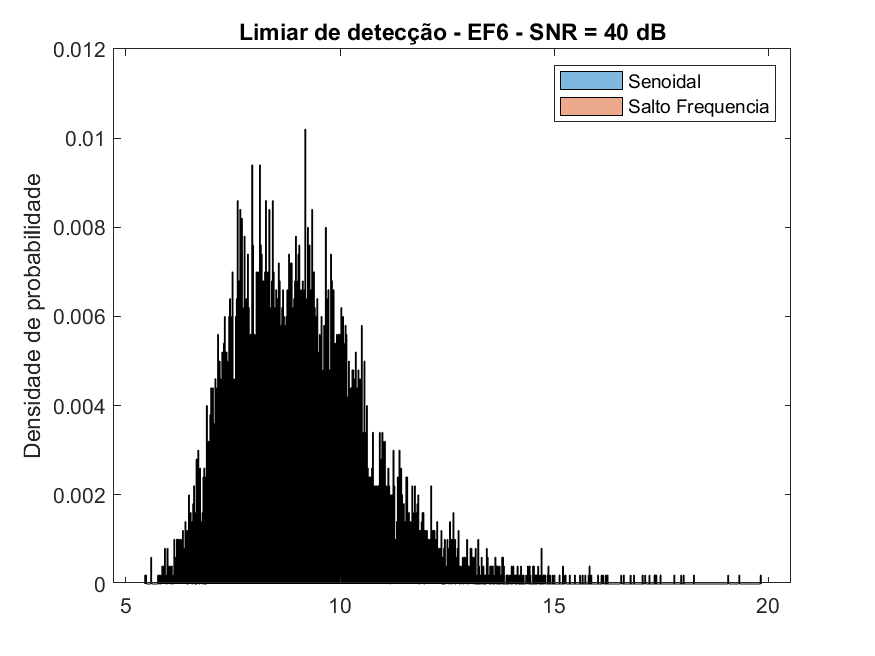 Limiar de detecção - EF6 - SNR = 40 dB
Senoidal
Salto Frequencia
Densidade de probabilidade
0.012
0.01
0.008
0.006
0.004
0.002
0
5
10
15
20